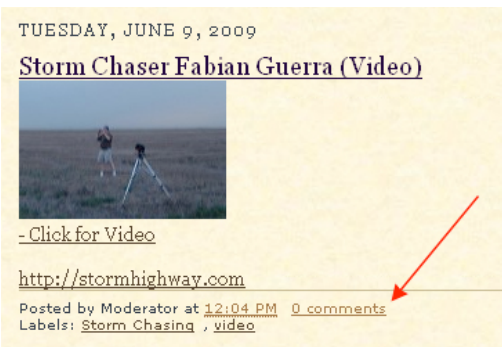 TUESDAY, JUNE 9, 2009
Storm Chaser Fabian Guerra (Video)
- Click for Video
http://stormhighway.com
Posted by Moderator at 12:04 PM 0 comments
Labels: Storm Chasing , video